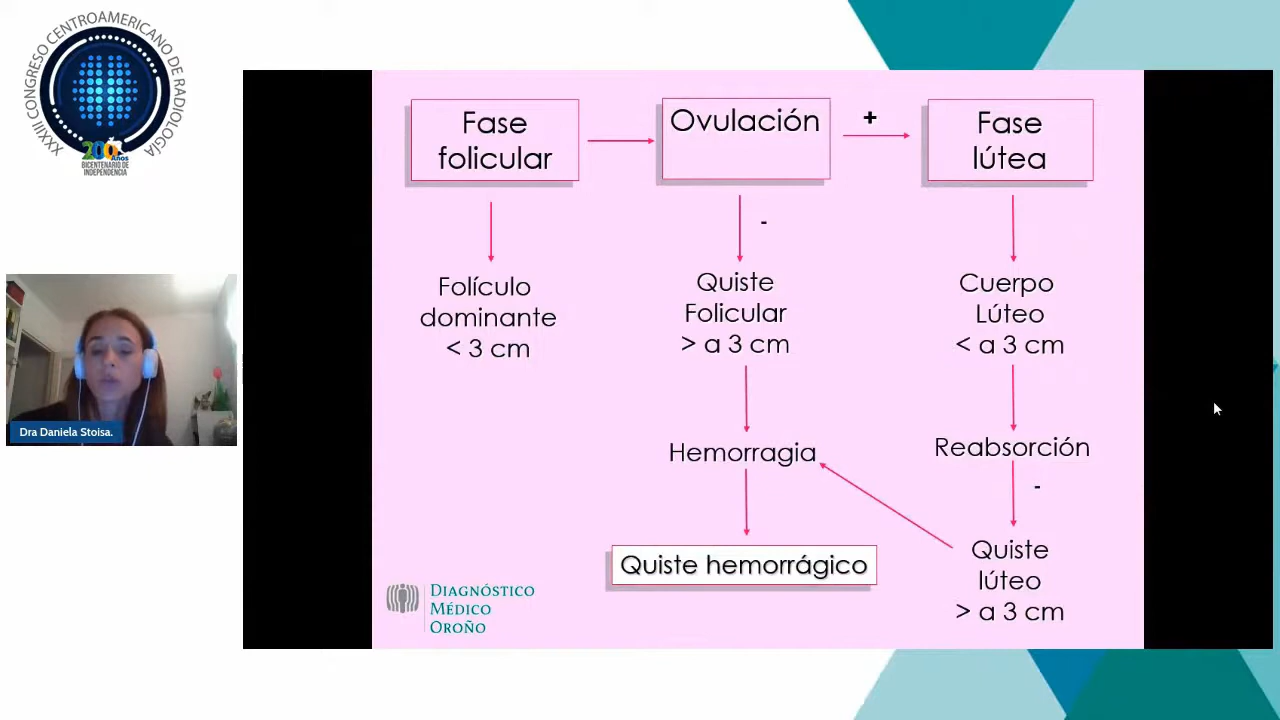 XXVIII CONGRESO CENTROAMERICANO DE RADIOLOGÍA
200 Años
BICENTENARIO DE
INDEPENDENCIA
Dra Daniela Stoisa.
Fase
folicular
Ovulación
+
Fase
lútea
Folículo
dominante
< 3 cm
-
Quiste
Folicular
> a 3 cm
Cuerpo
Lúteo
< a 3 cm
Hemorragia
Reabsorción
-
Quiste hemorrágico
Quiste
lúteo
> a 3 cm
DIAGNÓSTICO
MÉDICO
OROÑO